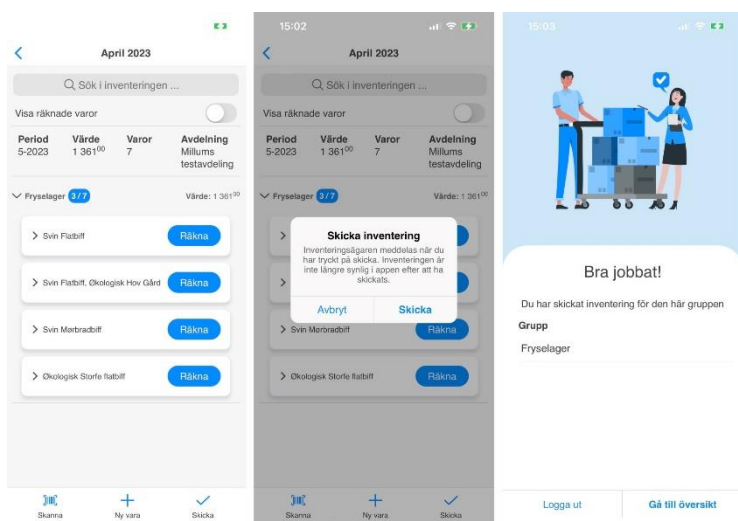 April 2023
Sök i inventeringen ...
Visa räknade varor
Period Värde Varor Avdelning
5-2023 1 361⁰⁰ 7 Millums
testavdeling
Fryselager 3/7 Värde: 1 361⁰⁰
Svin Flatbiff Räkna
Svin Flatbiff, Økologisk Hov Gård Räkna
Svin Mørbradbiff Räkna
Økologisk Storfe flatbiff Räkna
Skanna Ny vara Skicka
15:02
April 2023
Sök i inventeringen ...
Visa räknade varor
Period Värde Varor Avdelning
5-2023 1 361⁰⁰ 7 Millums
testavdeling
Fryselager 3/7 Värde: 1 361⁰⁰
Skicka inventering
Inventeringsägaren meddelas när du
har tryckt på skicka. Inventeringen är
inte längre synlig i appen efter att ha
skickats.
Avbryt Skicka
Svin Mørbradbiff Räkna
Økologisk Storfe flatbiff Räkna
Skanna Ny vara Skicka
15:03
Bra jobbat!
Du har skickat inventering för den här gruppen
Grupp
Fryselager
Logga ut Gå till översikt